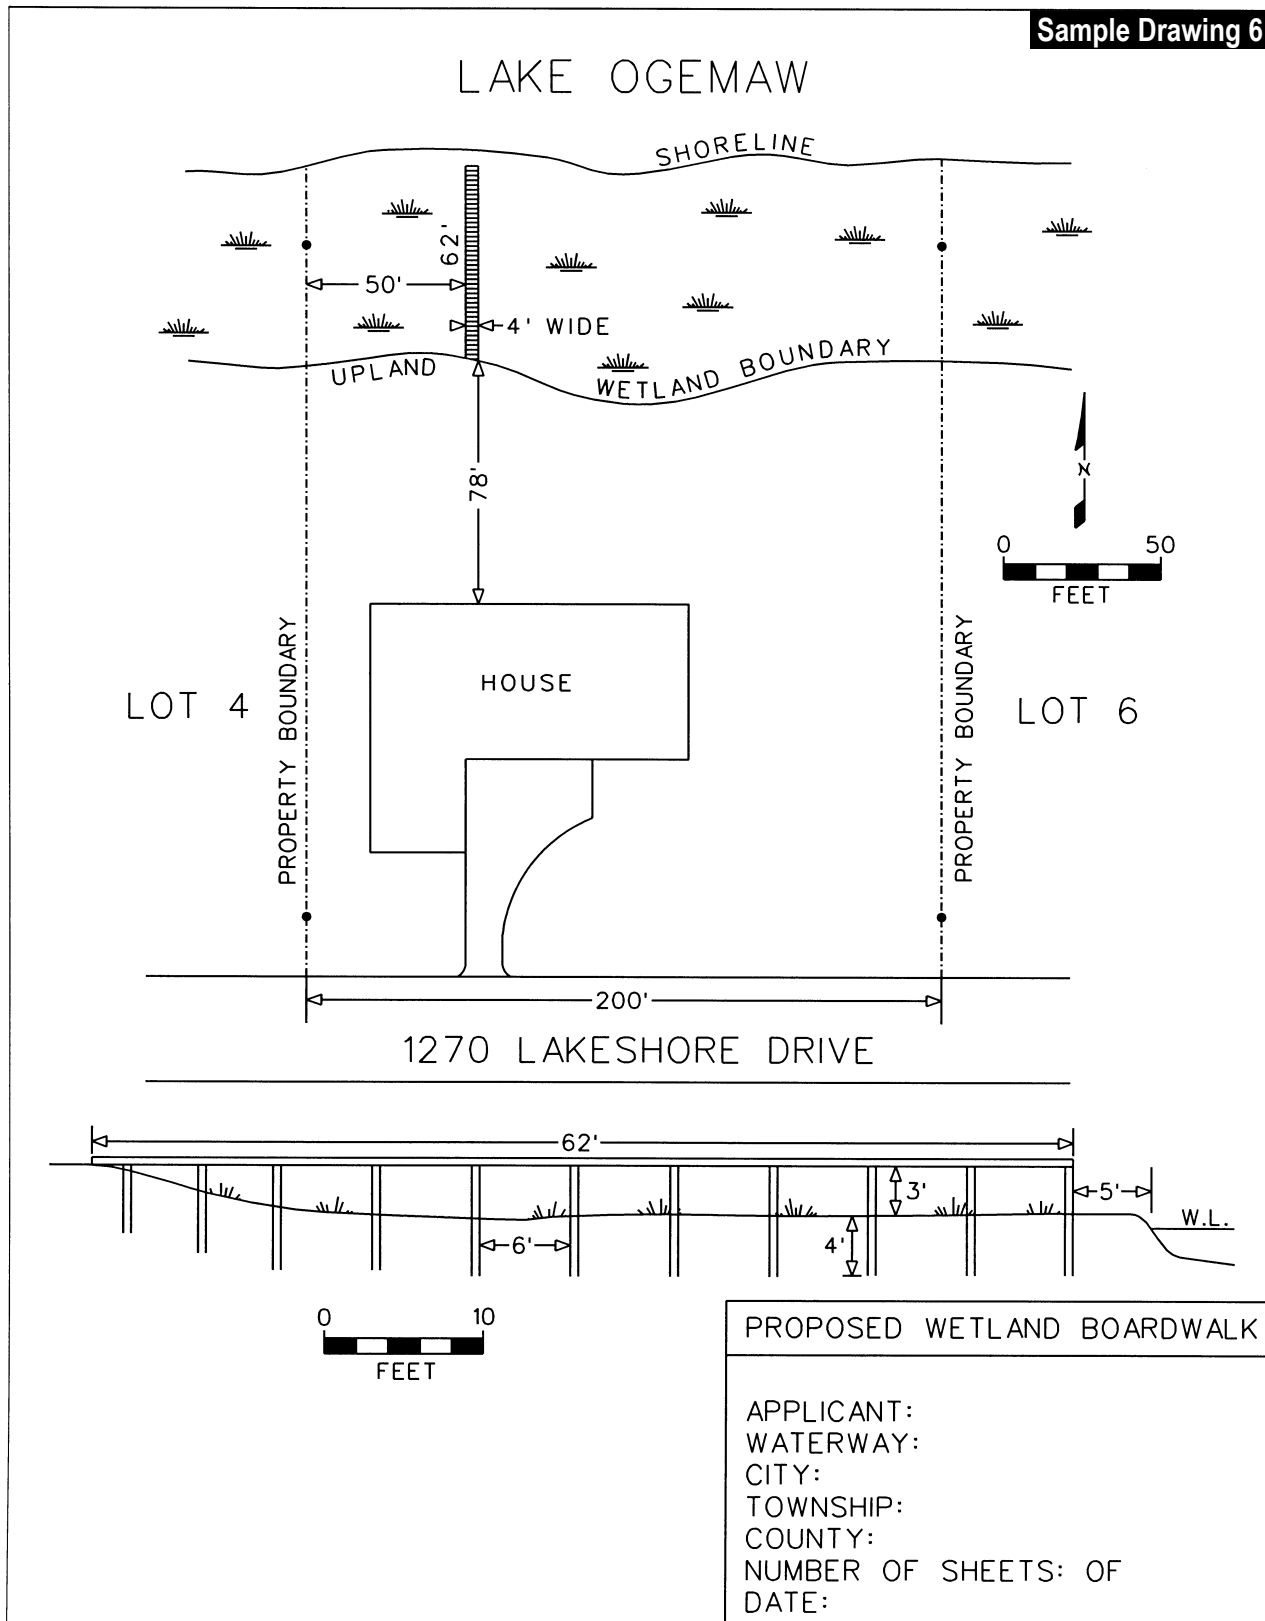 Sample Drawing 6
LAKE OGEMAW
SHORELINE
62'
50'
4' WIDE
UPLAND
WETLAND BOUNDARY
78'
N
0 50
FEET
HOUSE
PROPERTY BOUNDARY
PROPERTY BOUNDARY
LOT 4
LOT 6
200'
1270 LAKESHORE DRIVE
62'
3'
5'
W.L.
6'
4'
0 10
FEET
PROPOSED WETLAND BOARDWALK
APPLICANT:
WATERWAY:
CITY:
TOWNSHIP:
COUNTY:
NUMBER OF SHEETS: OF
DATE: